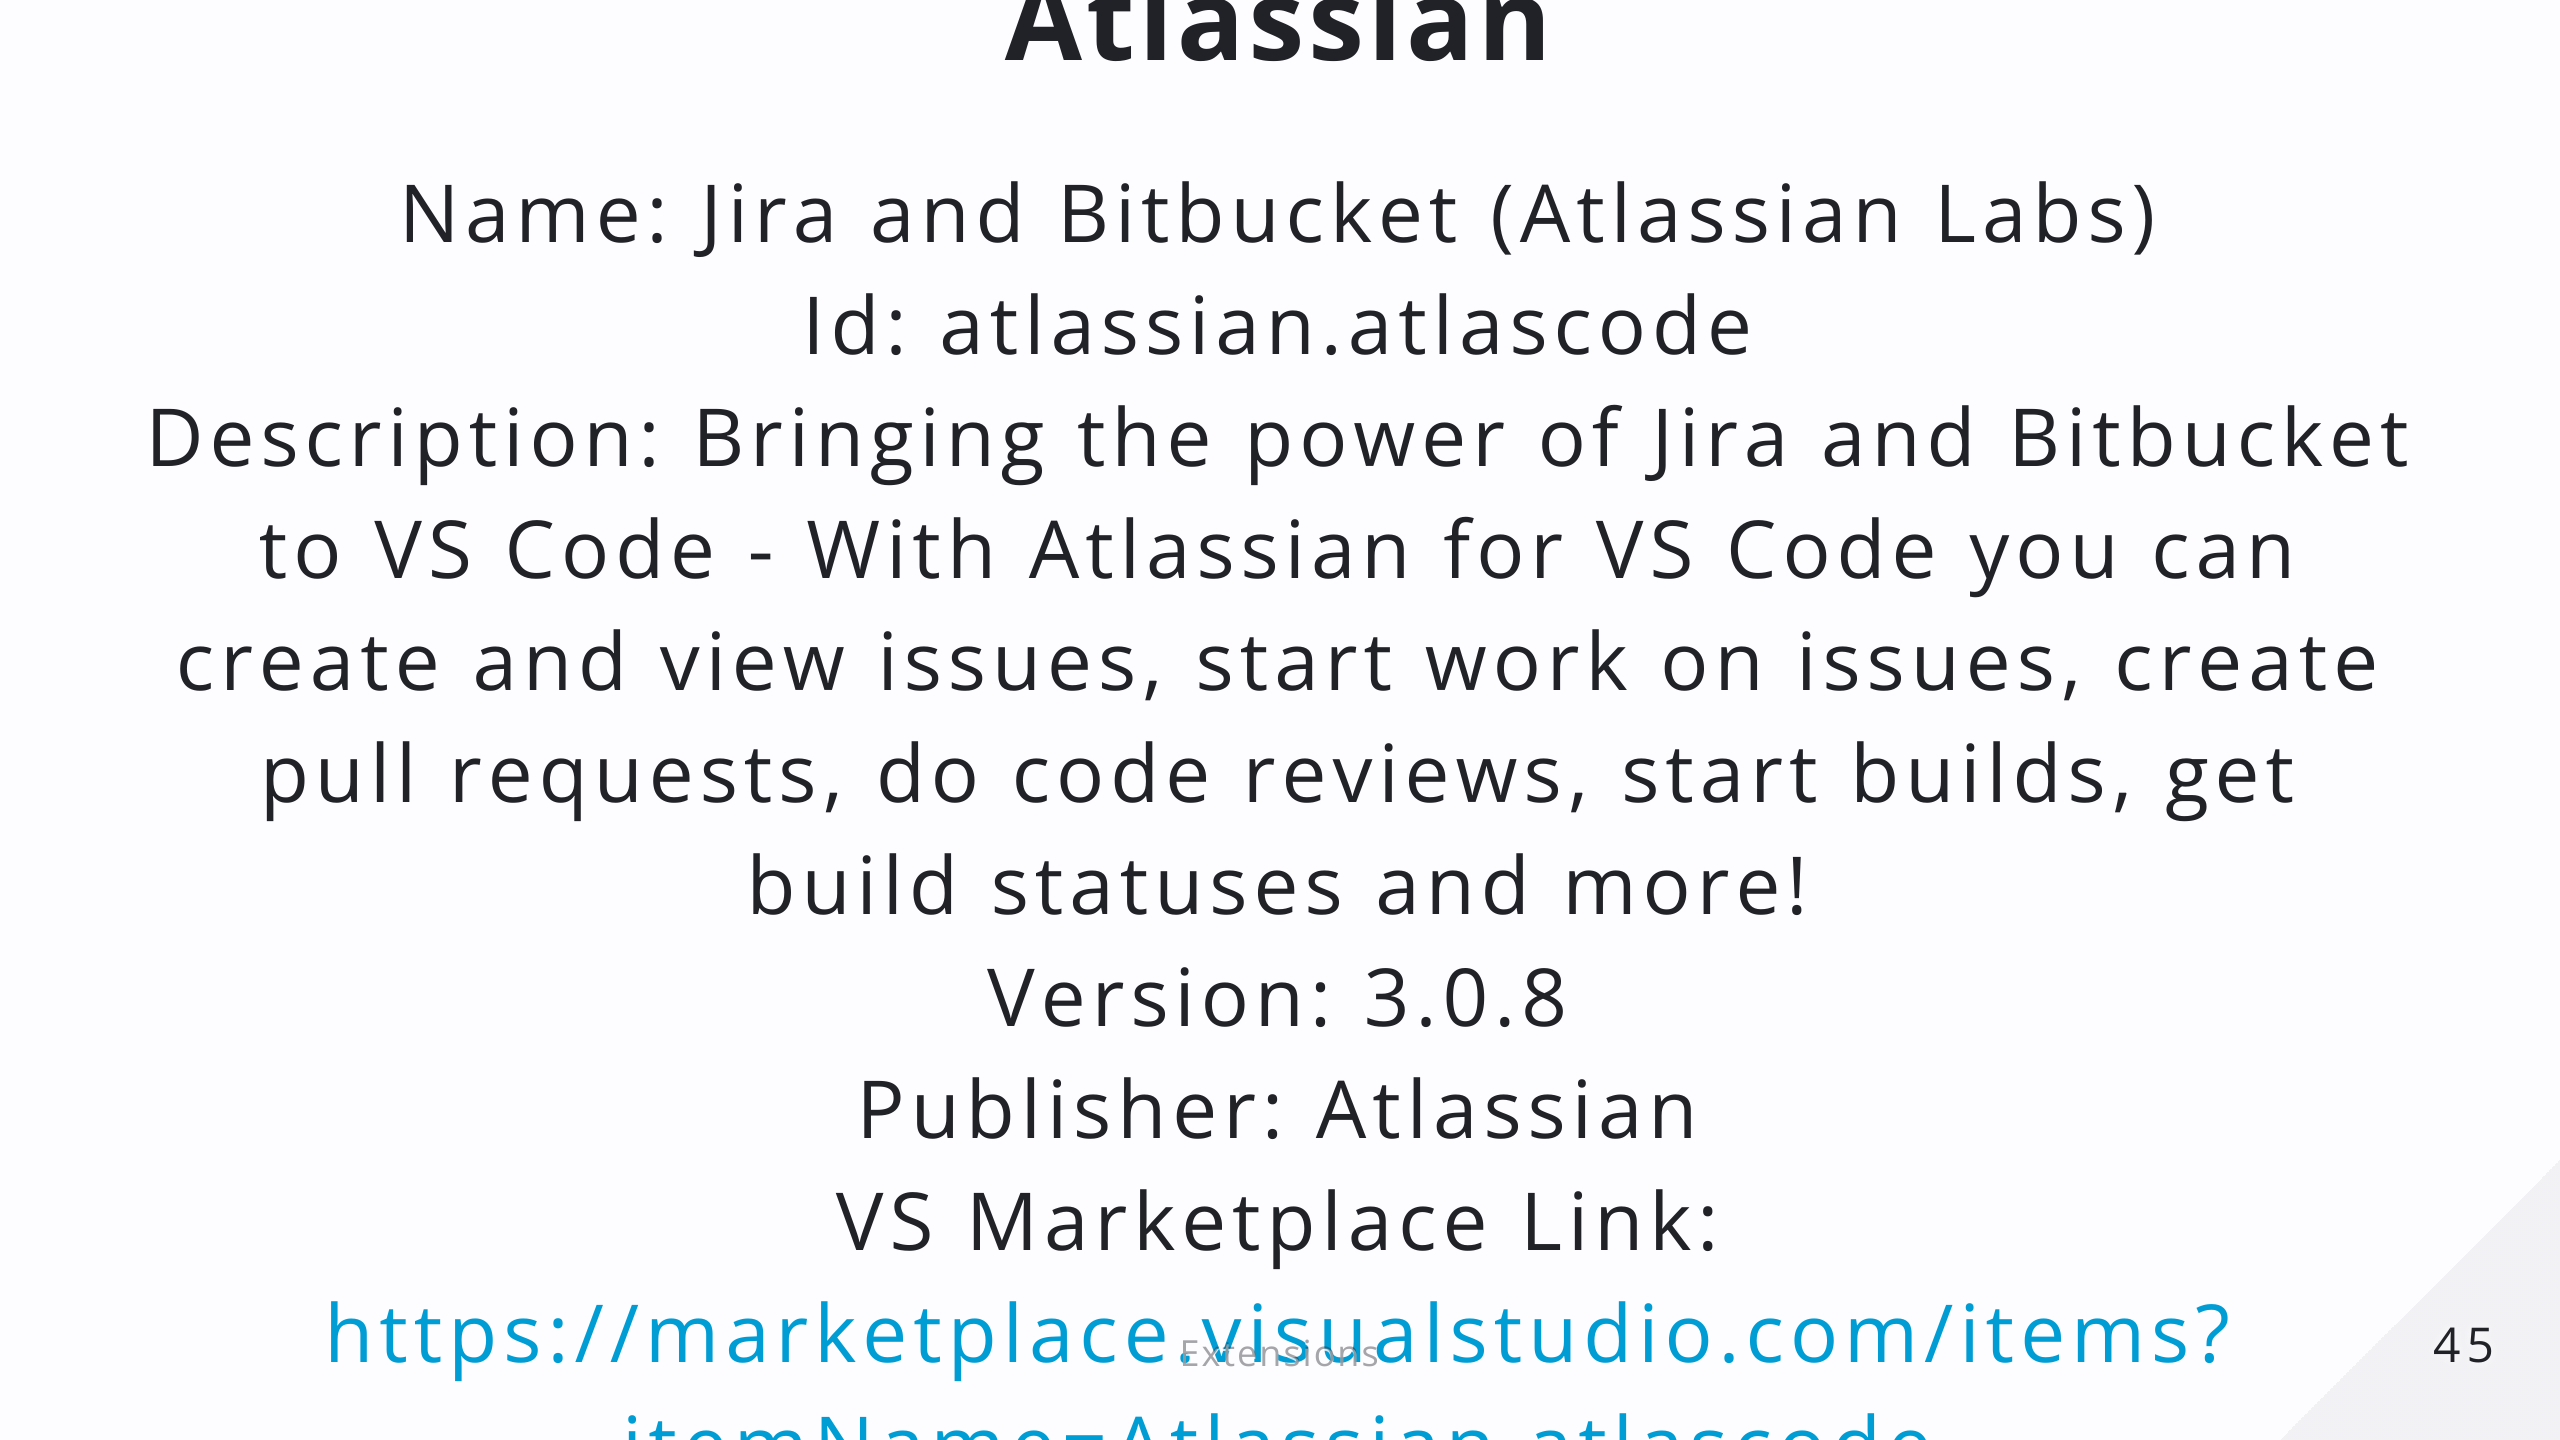 Atlassian
Name: Jira and Bitbucket (Atlassian Labs)
Id: atlassian.atlascode
Description: Bringing the power of Jira and Bitbucket
to VS Code - With Atlassian for VS Code you can
create and view issues, start work on issues, create
pull requests, do code reviews, start builds, get
build statuses and more!
Version: 3.0.8
Publisher: Atlassian
VS Marketplace Link:
https://marketplace.visualstudio.com/items?
itemName=Atlassian.atlascode
Extensions
45